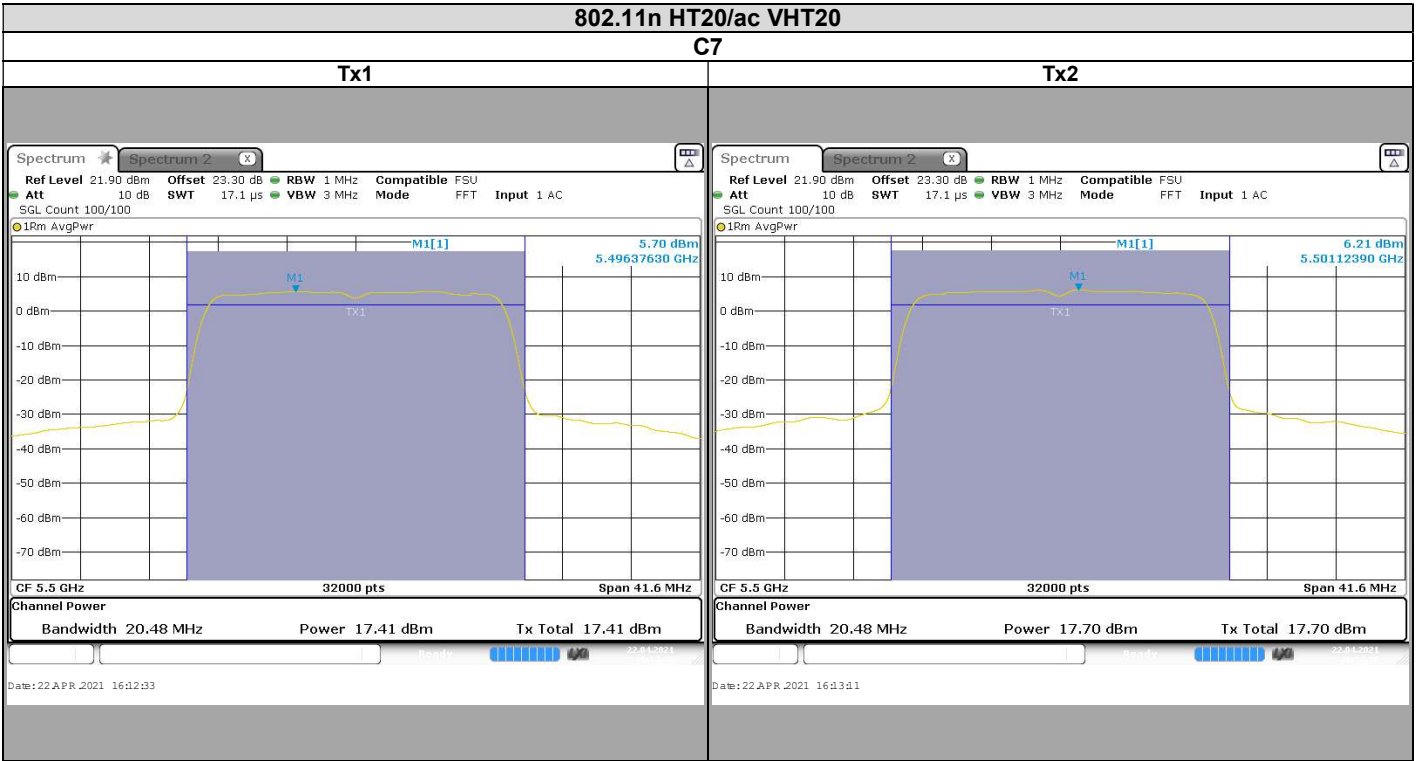 802.11n HT20/ac VHT20
C7
Tx1
Tx2
Spectrum Spectrum 2 X
Ref Level 21.90 dBm Offset 23.30 dB RBW 1 MHz Compatible FSU
Att 10 dB SWT 17.1 µs VBW 3 MHz Mode FFT Input 1 AC
SGL Count 100/100
1Rm AvgPwr
M1[1] 5.70 dBm
5.49637630 GHz
10 dBm
M1
0 dBm
TX1
-10 dBm
-20 dBm
-30 dBm
-40 dBm
-50 dBm
-60 dBm
-70 dBm
CF 5.5 GHz 32000 pts Span 41.6 MHz
Channel Power
Bandwidth 20.48 MHz Power 17.41 dBm Tx Total 17.41 dBm
Ready 22.04.2021
Date: 22.APR.2021 16:12:33
Spectrum Spectrum 2 X
Ref Level 21.90 dBm Offset 23.30 dB RBW 1 MHz Compatible FSU
Att 10 dB SWT 17.1 µs VBW 3 MHz Mode FFT Input 1 AC
SGL Count 100/100
1Rm AvgPwr
M1[1] 6.21 dBm
5.50112390 GHz
10 dBm
M1
0 dBm
TX1
-10 dBm
-20 dBm
-30 dBm
-40 dBm
-50 dBm
-60 dBm
-70 dBm
CF 5.5 GHz 32000 pts Span 41.6 MHz
Channel Power
Bandwidth 20.48 MHz Power 17.70 dBm Tx Total 17.70 dBm
Ready 22.04.2021
Date: 22.APR.2021 16:13:11